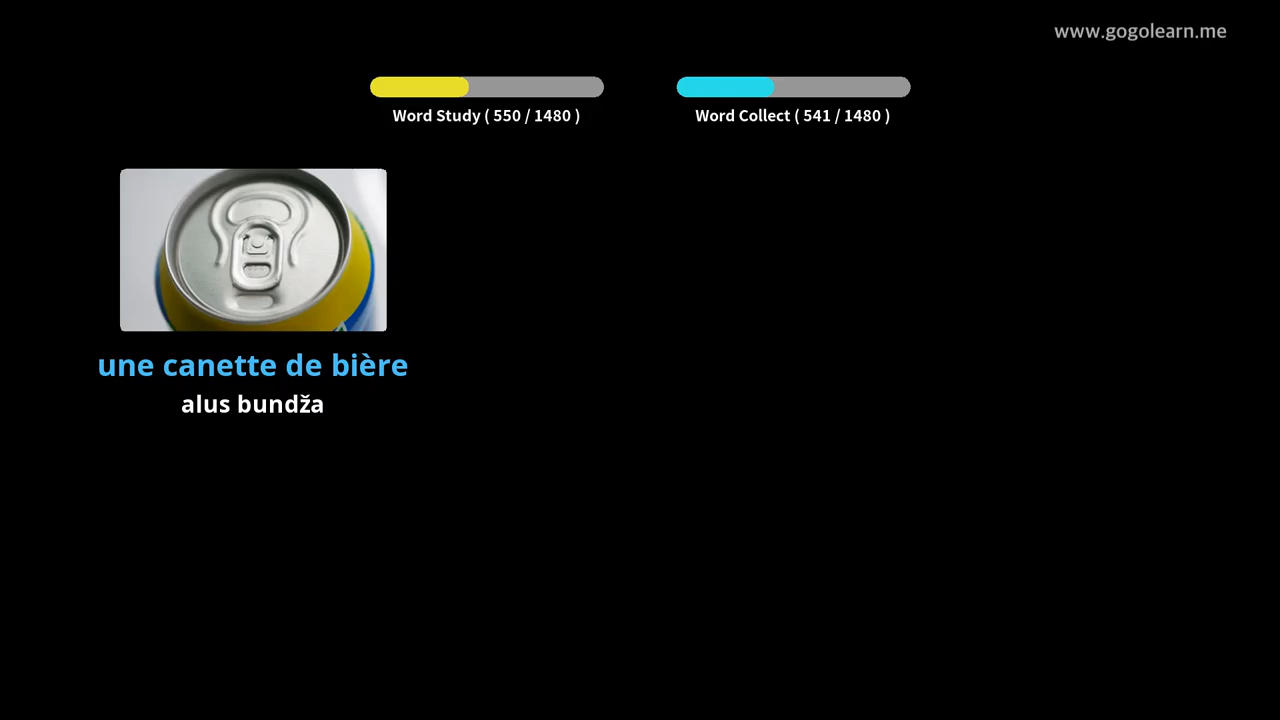 www.gogolearn.me
Word Study ( 550 / 1480 )
Word Collect ( 541 / 1480 )
une canette de bière
alus bundža